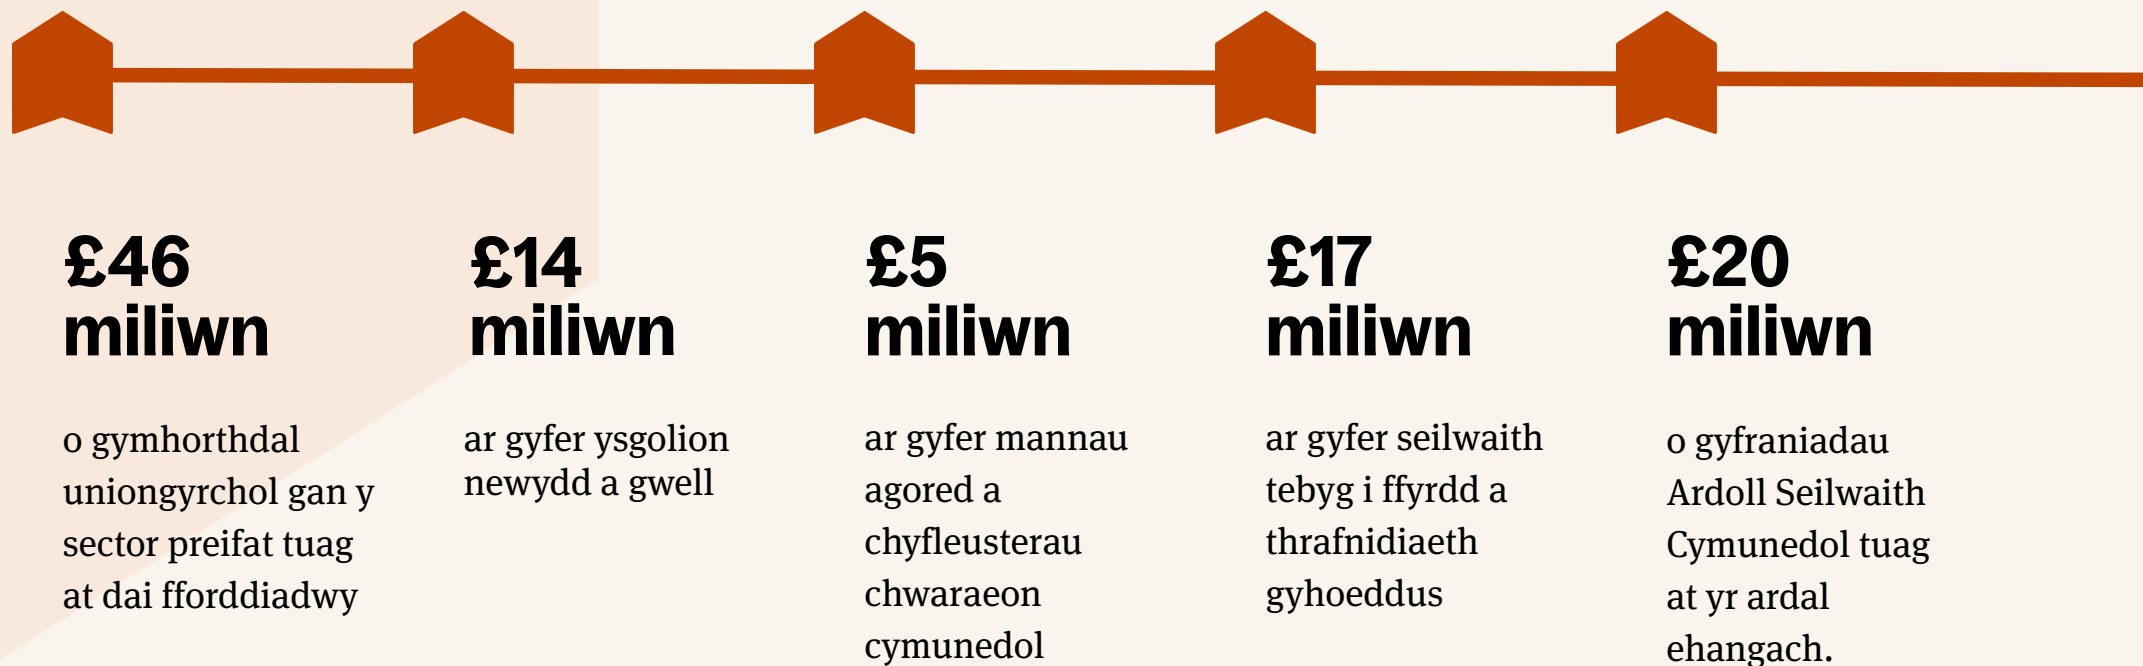 £46
miliwn
o gymhorthdal
uniongyrchol gan y
sector preifat tuag
at dai fforddiadwy
£14
miliwn
ar gyfer ysgolion
newydd a gwell
£5
miliwn
ar gyfer mannau
agored a
chyfleusterau
chwaraeon
cymunedol
£17
miliwn
ar gyfer seilwaith
tebyg i ffyrdd a
thrafnidiaeth
gyhoeddus
£20
miliwn
o gyfraniadau
Ardoll Seilwaith
Cymunedol tuag
at yr ardal
ehangach.